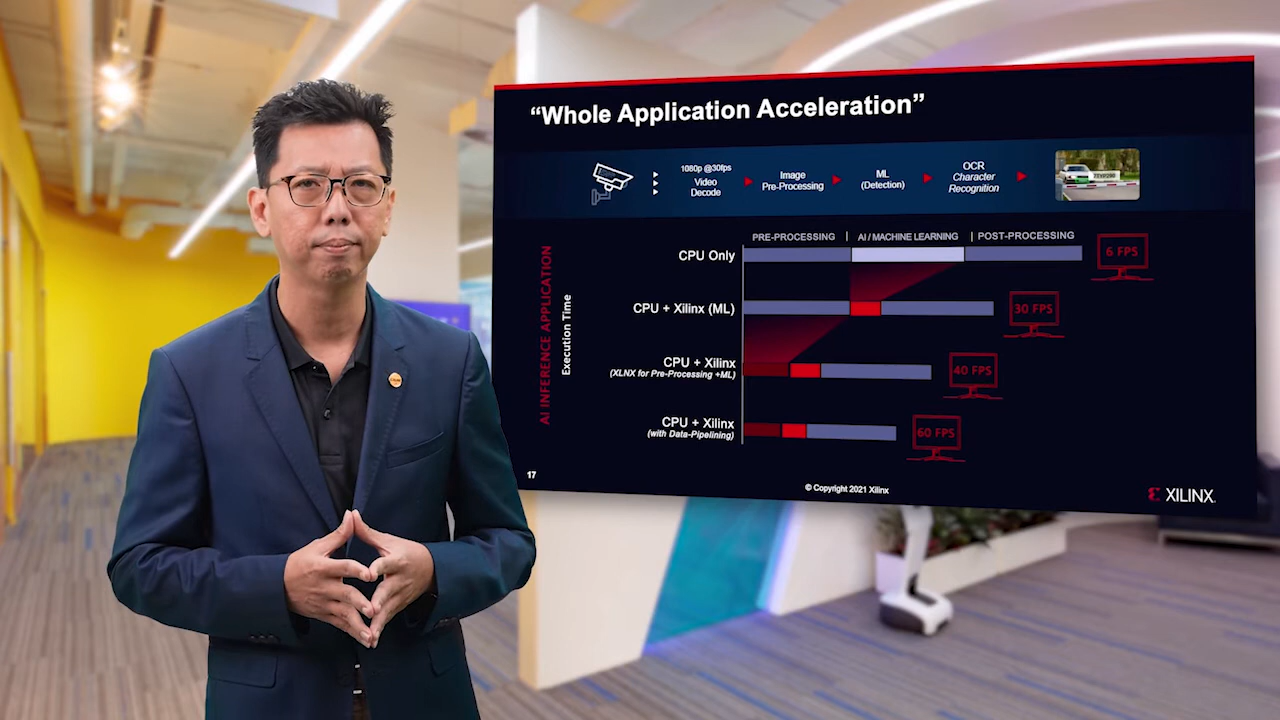 “Whole Application Acceleration”
1080p @30fps
Video
Decode
Image
Pre-Processing
ML
(Detection)
OCR
Character
Recognition
PRE-PROCESSING | AI / MACHINE LEARNING | POST-PROCESSING
AI INFERENCE APPLICATION
Execution Time
CPU Only
6 FPS
CPU + Xilinx (ML)
30 FPS
CPU + Xilinx
(XLNX for Pre-Processing +ML)
40 FPS
CPU + Xilinx
(with Data-Pipelining)
60 FPS
17
© Copyright 2021 Xilinx
XILINX.